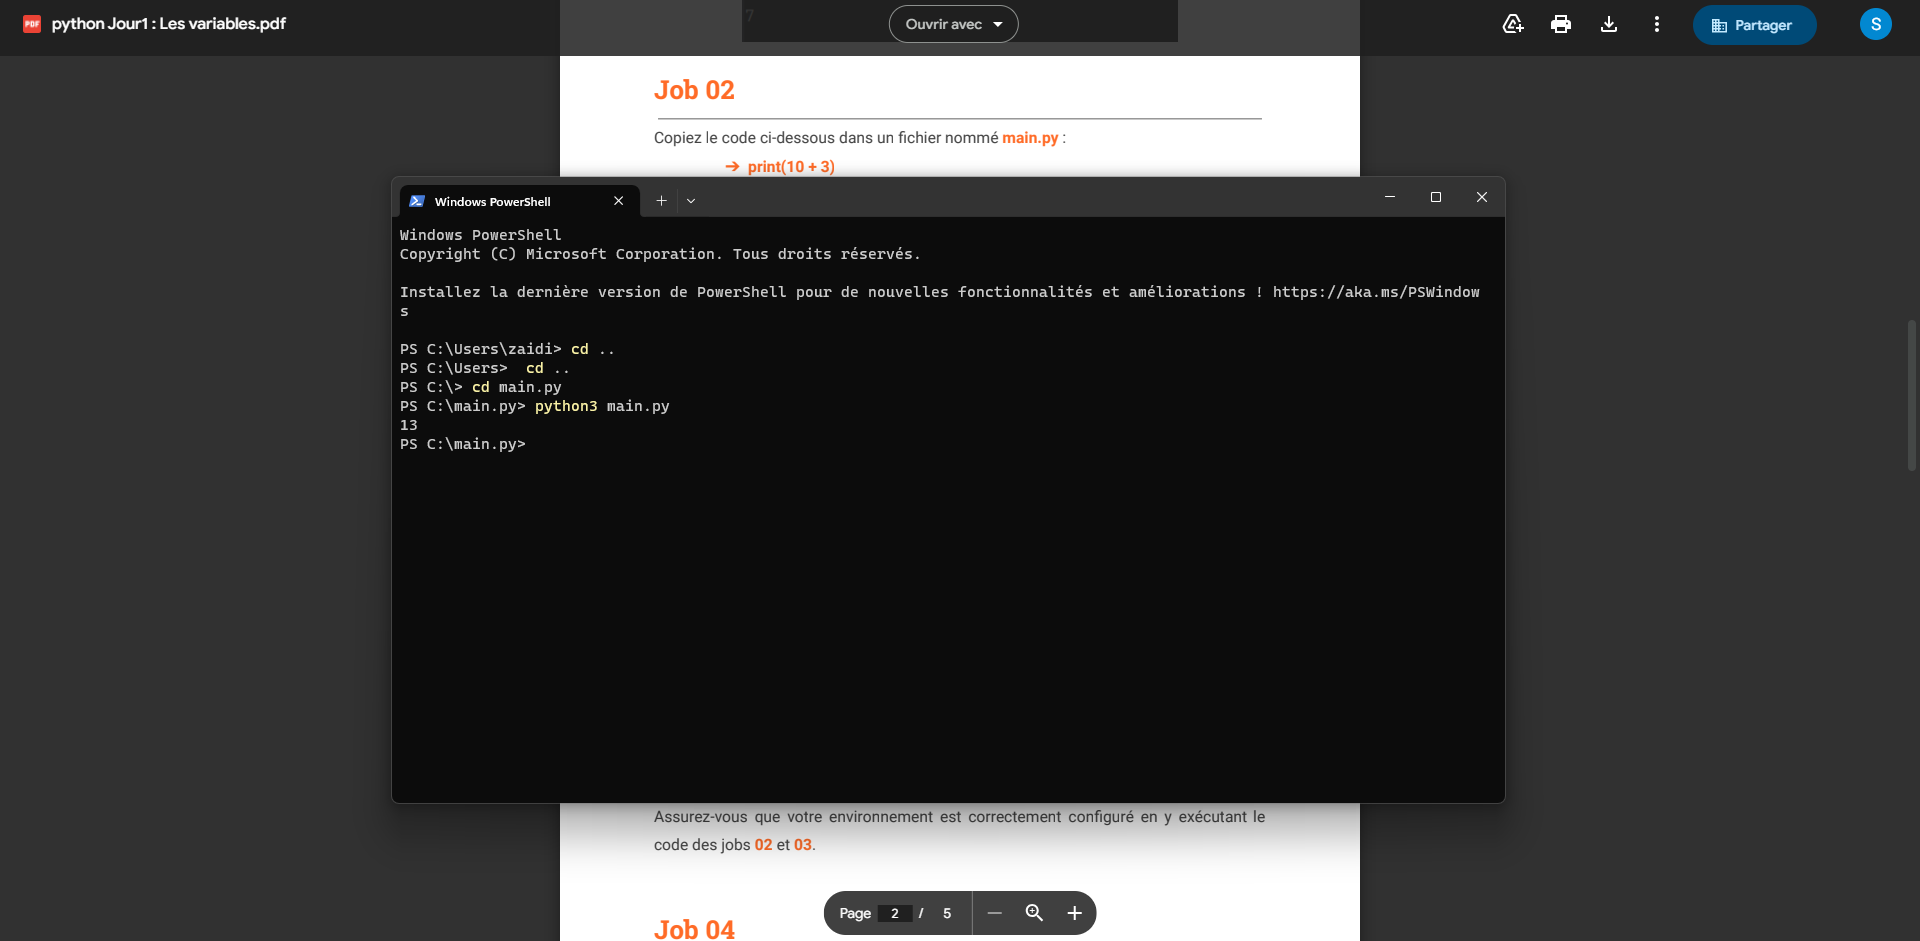 PDF python Jour1 : Les variables.pdf
7
Ouvrir avec
Partager
S
Job 02
Copiez le code ci-dessous dans un fichier nommé main.py :
→ print(10 + 3)
Windows PowerShell
Windows PowerShell
Copyright (C) Microsoft Corporation. Tous droits réservés.
Installez la dernière version de PowerShell pour de nouvelles fonctionnalités et améliorations ! https://aka.ms/PSWindow
s
PS C:\Users\zaidi> cd ..
PS C:\Users>  cd ..
PS C:\> cd main.py
PS C:\main.py> python3 main.py
13
PS C:\main.py>
Assurez-vous que votre environnement est correctement configuré en y exécutant le
code des jobs 02 et 03.
Job 04
Page 2 / 5